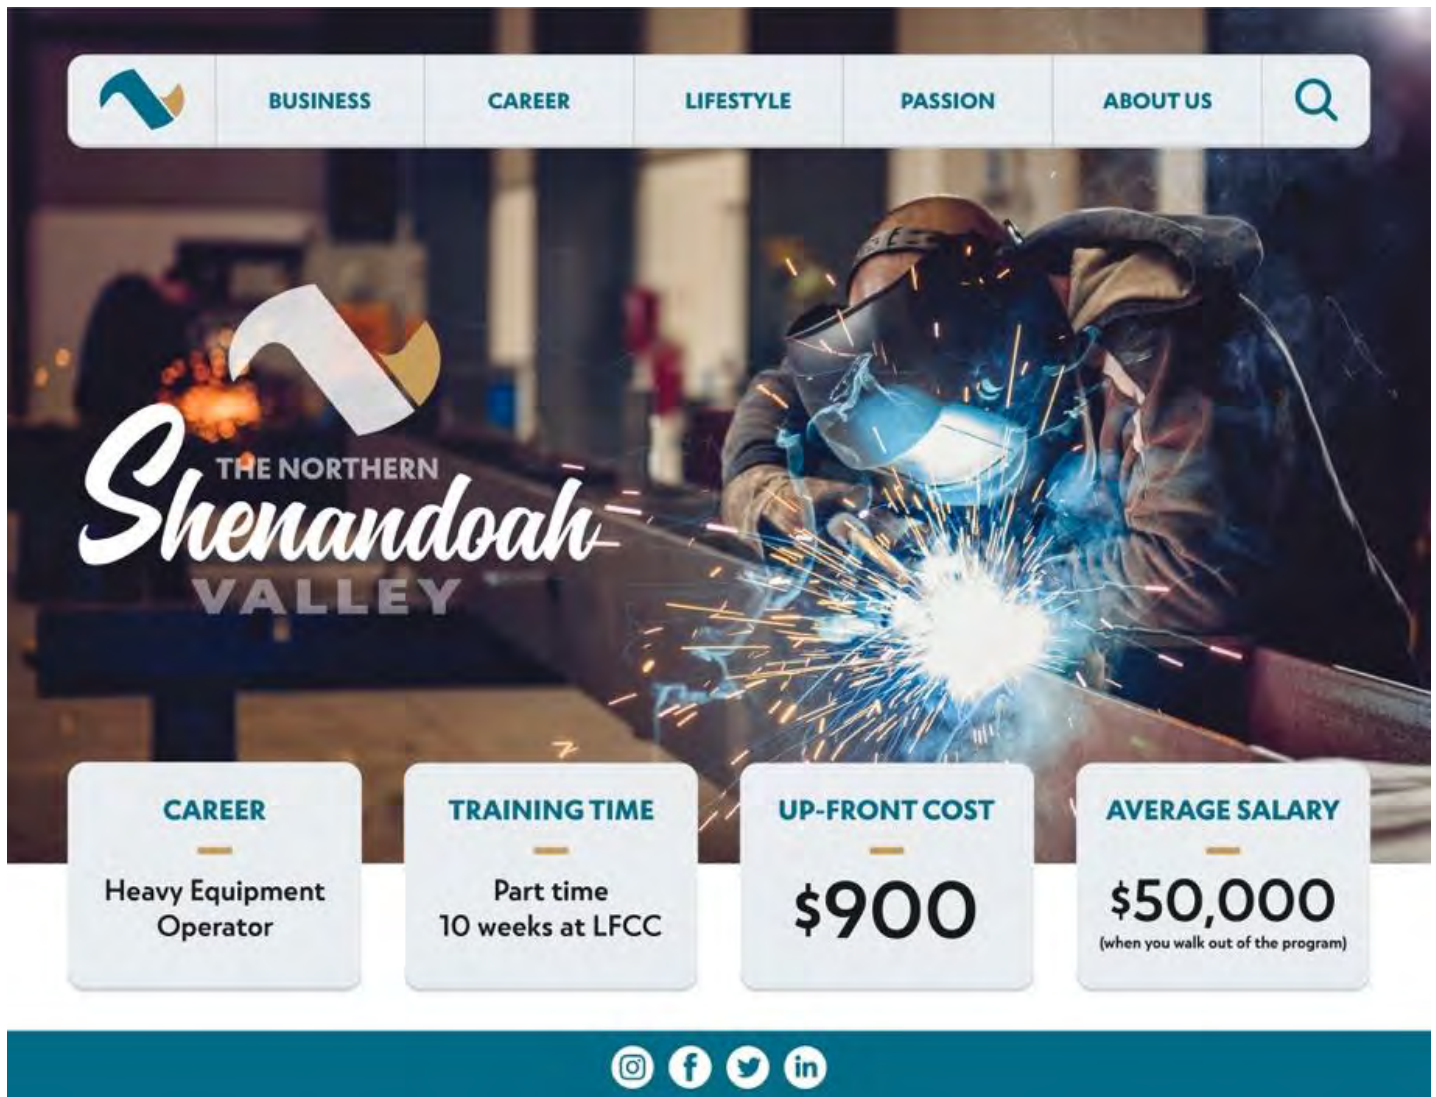 BUSINESS
CAREER
LIFESTYLE
PASSION
ABOUT US
THE NORTHERN
Shenandoah
VALLEY
CAREER
Heavy Equipment
Operator
TRAINING TIME
Part time
10 weeks at LFCC
UP-FRONT COST
$900
AVERAGE SALARY
$50,000
(when you walk out of the program)